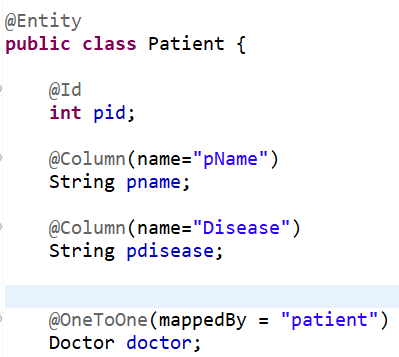 @Entity
public class Patient {
@Id
int pid;
@Column(name="pName")
String pname;
@Column(name="Disease")
String pdisease;
@OneToOne(mappedBy = "patient")
Doctor doctor;